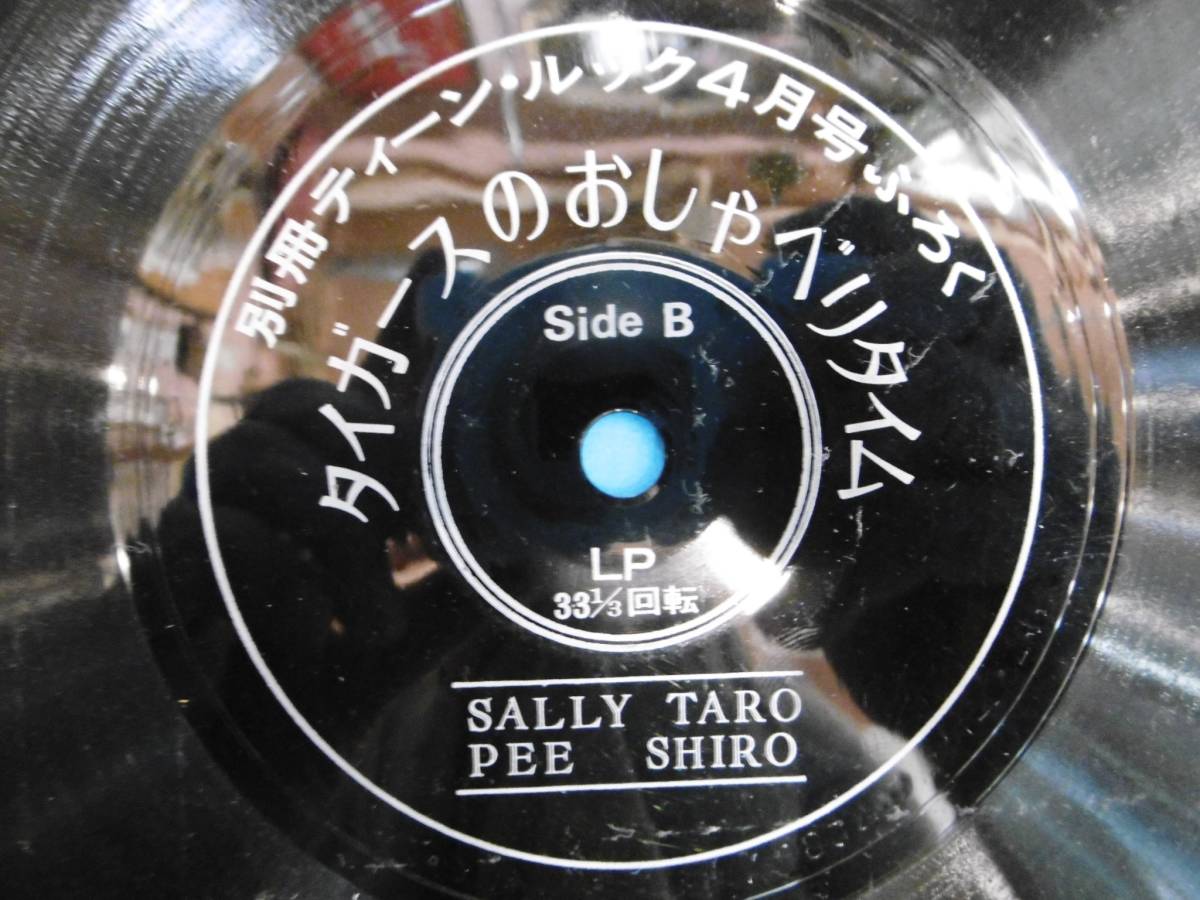 別冊ティーン・ルック4月号ふろく
タイガースのおしゃべりタイム
Side B
LP
33⅓回転
SALLY TARO
PEE SHIRO